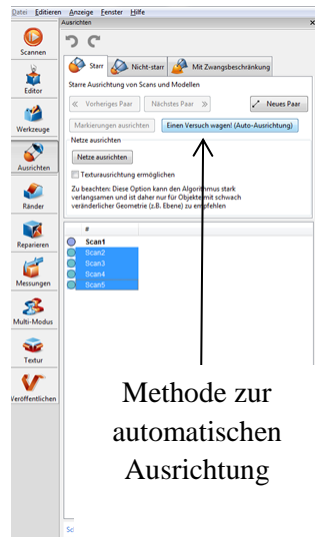 Datei Editieren Anzeige Fenster Hilfe
Ausrichten
Scannen
Editor
Werkzeuge
Ausrichten
Ränder
Reparieren
Messungen
Multi-Modus
Textur
Veröffentlichen
Starr Nicht-starr Mit Zwangsbeschränkung
Starre Ausrichtung von Scans und Modellen
Vorheriges Paar Nächstes Paar Neues Paar
Markierungen ausrichten Einen Versuch wagen! (Auto-Ausrichtung)
Netze ausrichten
Netze ausrichten
Texturausrichtung ermöglichen
Zu beachten: Diese Option kann den Algorithmus stark
verlangsamen und ist daher nur für Objekte mit schwach
veränderlicher Geometrie (z.B. Ebene) zu empfehlen
#
Scan1
Scan2
Scan3
Scan4
Scan5
Methode zur
automatischen
Ausrichtung